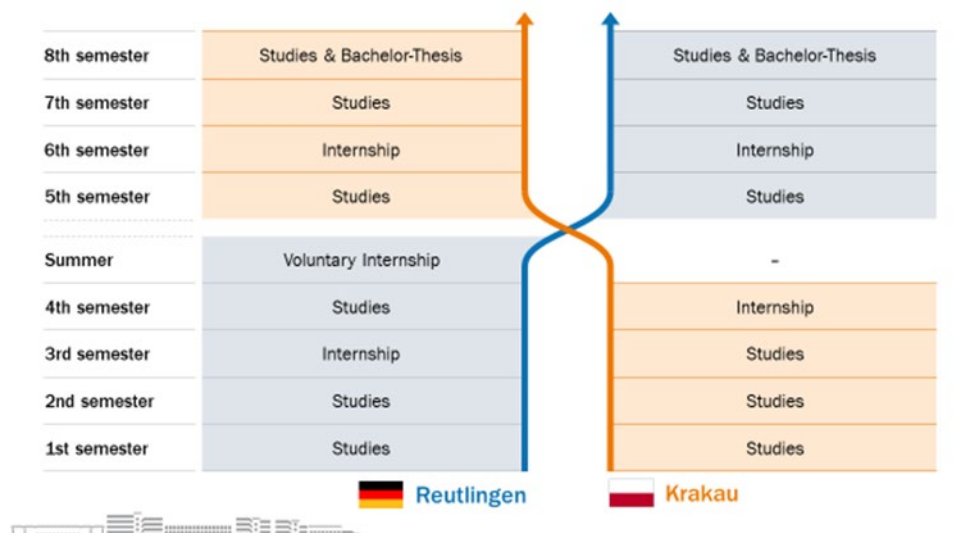 8th semester Studies & Bachelor-Thesis Studies & Bachelor-Thesis
7th semester Studies Studies
6th semester Internship Internship
5th semester Studies Studies
Summer Voluntary Internship -
4th semester Studies Internship
3rd semester Internship Studies
2nd semester Studies Studies
1st semester Studies Studies
Reutlingen Krakau